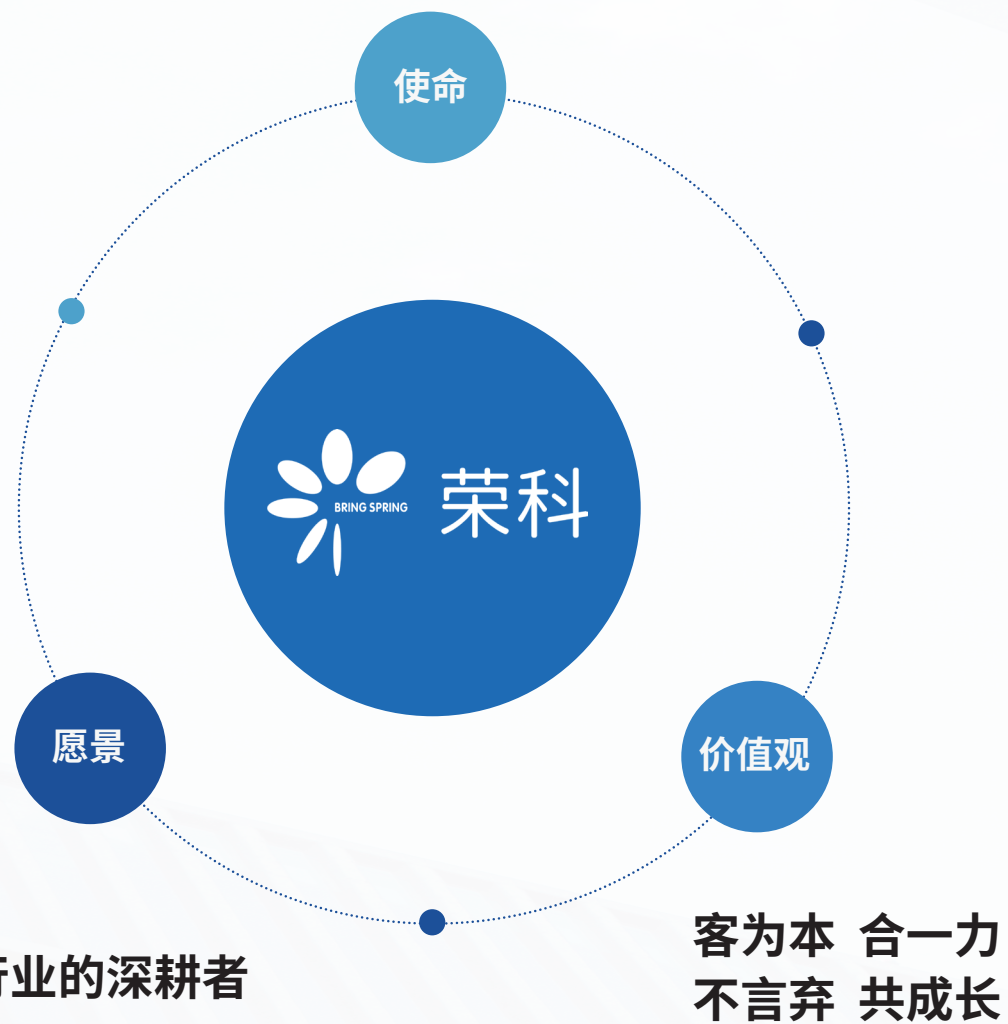 使命
BRING SPRING
荣科
愿景
价值观
客为本 合一力
业的深耕者
不言弃 共成长